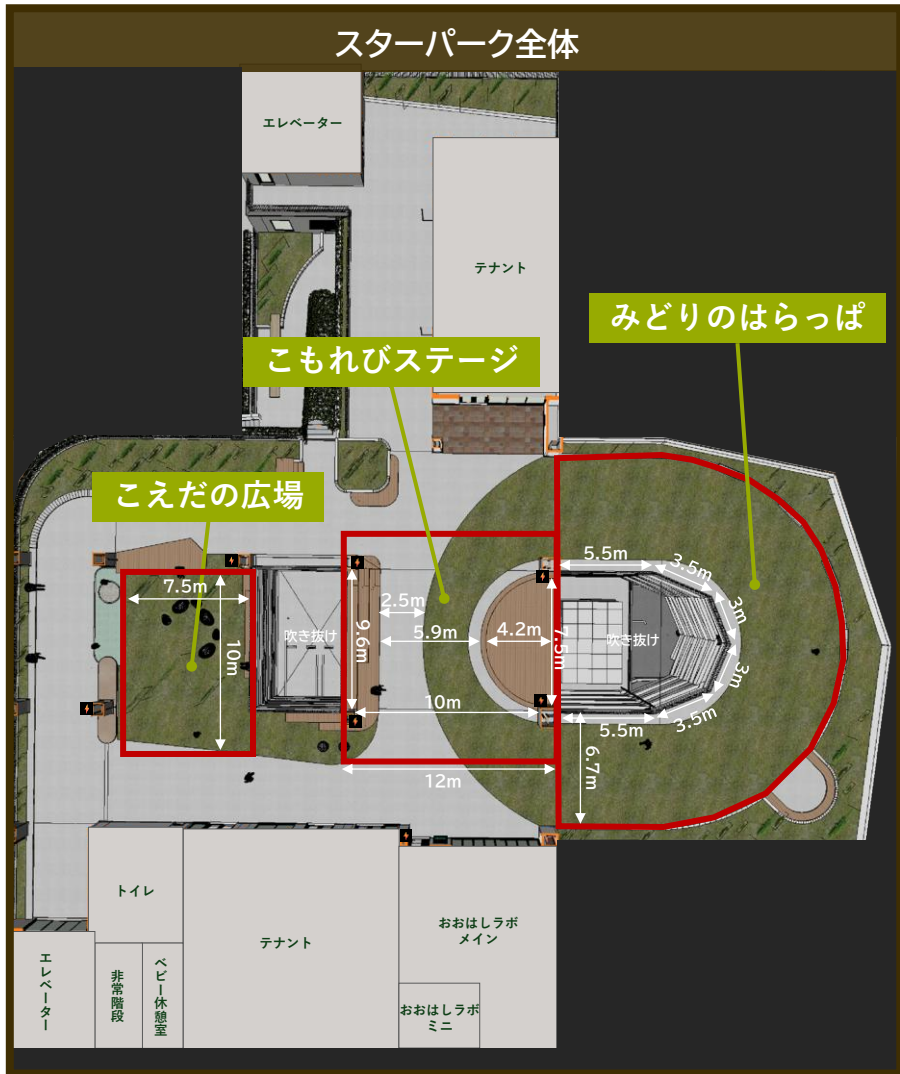 スターパーク全体
エレベーター
テナント
みどりのはらっぱ
こもれびステージ
こえだの広場
7.5m
10m
吹き抜け
9.6m
2.5m
5.9m
4.2m
7.5m
10m
12m
5.5m
3.5m
3m
吹き抜け
3m
3.5m
5.5m
6.7m
トイレ
テナント
おおはしラボ
メイン
エレベーター
非常階段
ベビー休憩室
おおはしラボ
ミニ